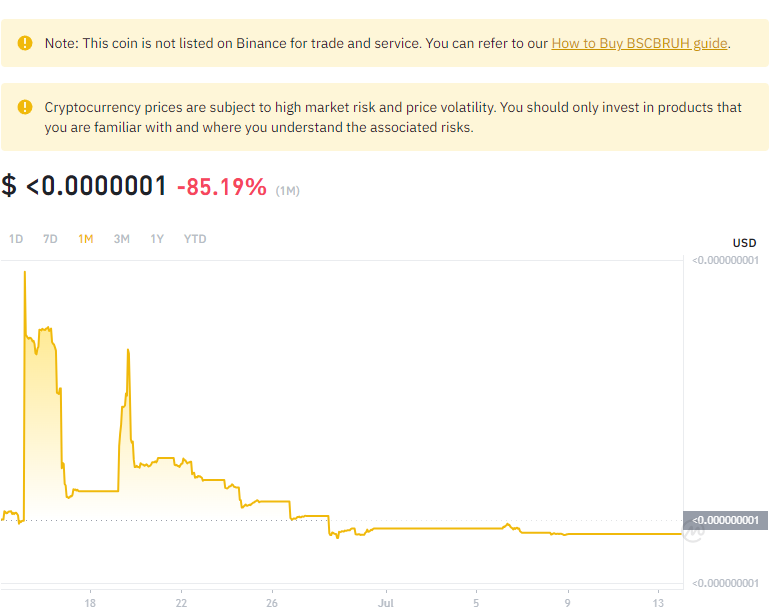 Note: This coin is not listed on Binance for trade and service. You can refer to our How to Buy BSCBRUH guide.
Cryptocurrency prices are subject to high market risk and price volatility. You should only invest in products that
you are familiar with and where you understand the associated risks.
$ <0.0000001 -85.19% (1M)
1D 7D 1M 3M 1Y YTD
USD
<0.000000001
<0.000000001
<0.000000001
18 22 26 Jul 5 9 13